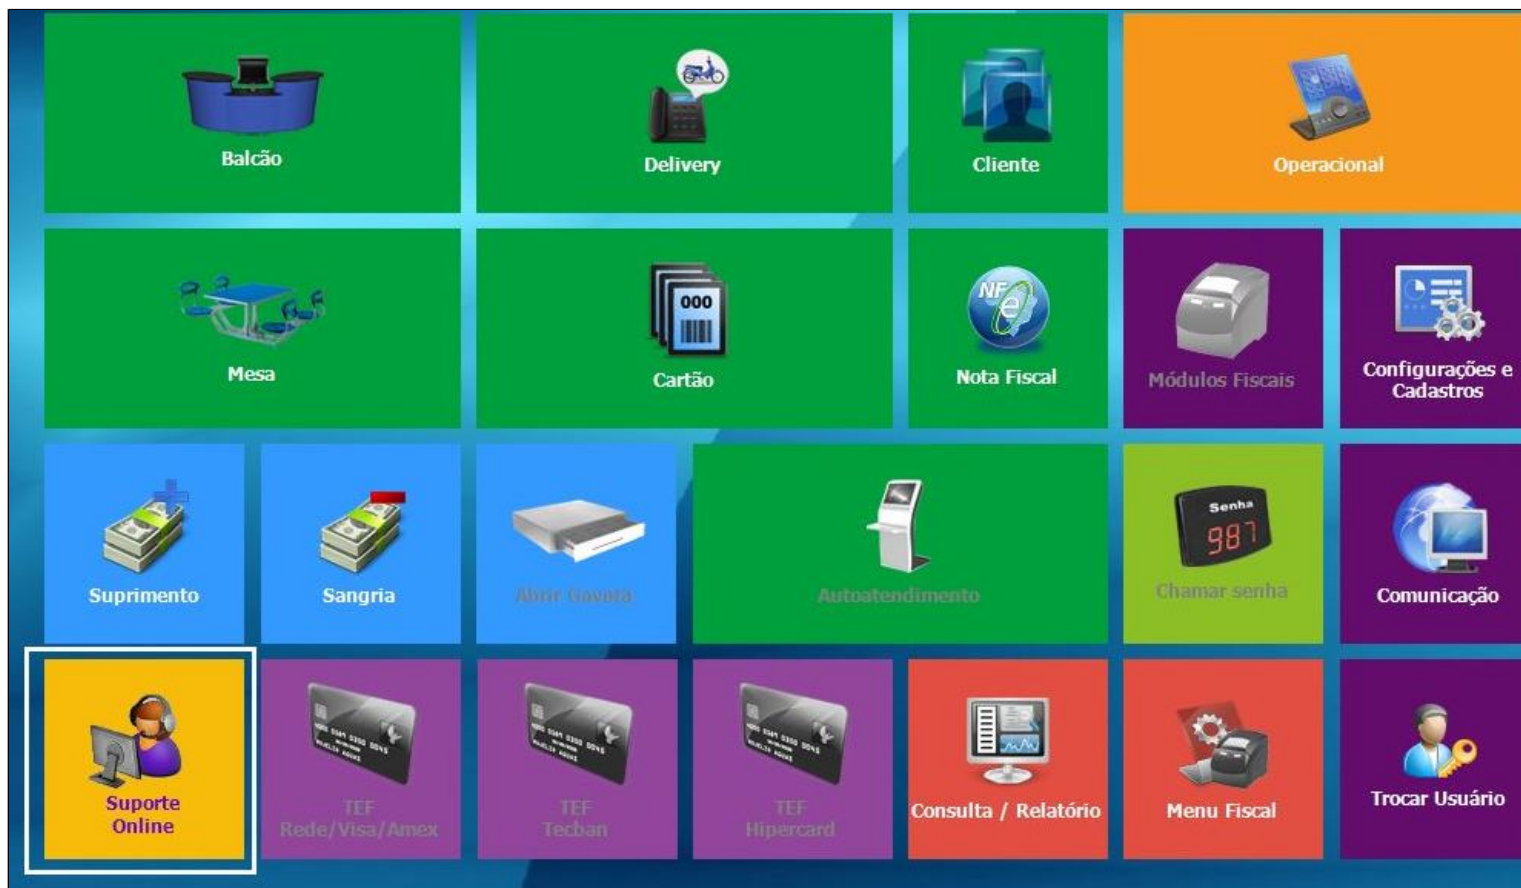 Balcão
Delivery
Cliente
Operacional
Mesa
000
Cartão
NF
e
Nota Fiscal
Módulos Fiscais
Configurações e
Cadastros
Suprimento
Sangria
Abrir Gaveta
Autoatendimento
Senha
987
Chamar senha
Comunicação
Suporte
Online
TEF
Rede/Visa/Amex
TEF
Tecban
TEF
Hipercard
Consulta / Relatório
Menu Fiscal
Trocar Usuário